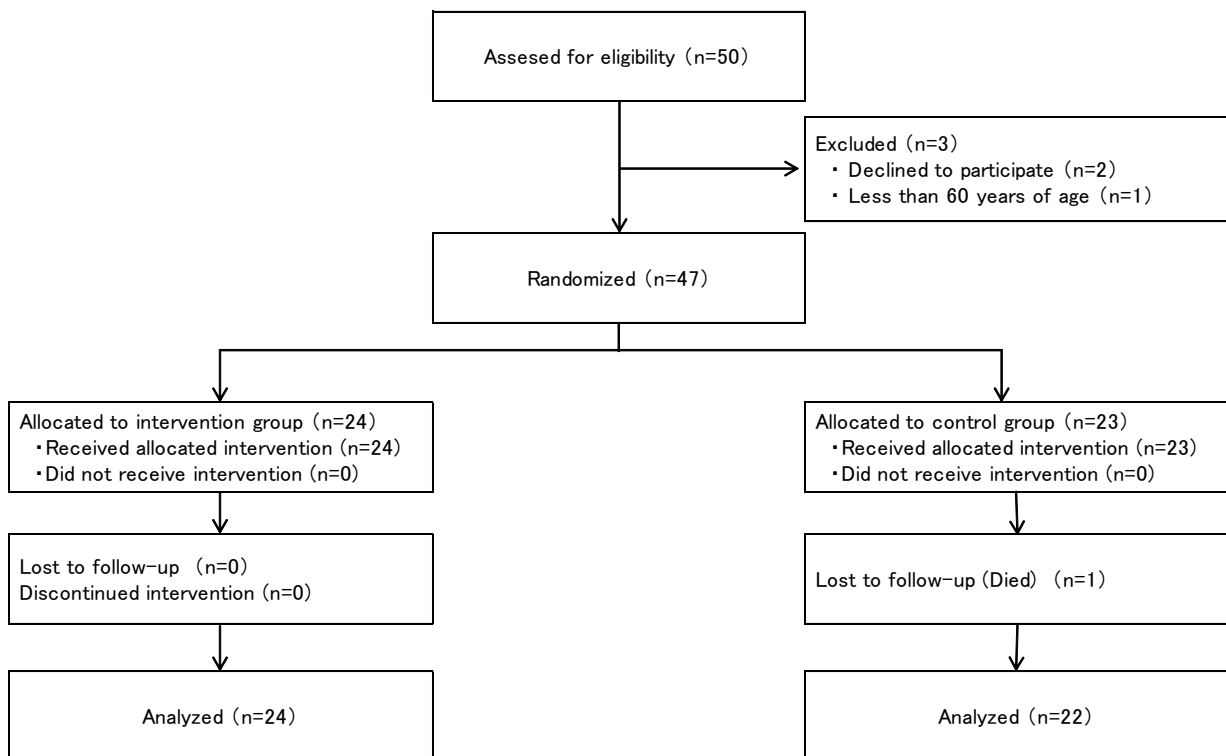 Assesed for eligibility (n=50)
Excluded (n=3)
・Declined to participate (n=2)
・Less than 60 years of age (n=1)
Randomized (n=47)
Allocated to intervention group (n=24)
・Received allocated intervention (n=24)
・Did not receive intervention (n=0)
Allocated to control group (n=23)
・Received allocated intervention (n=23)
・Did not receive intervention (n=0)
Lost to follow-up (n=0)
Discontinued intervention (n=0)
Lost to follow-up (Died) (n=1)
Analyzed (n=24)
Analyzed (n=22)